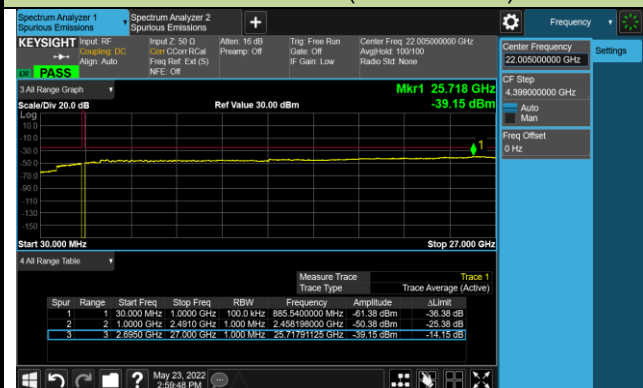 Spectrum Analyzer 1
Spurious Emissions
Spectrum Analyzer 2
Spurious Emissions
+
Frequency
KEYSIGHT
Input: RF
Coupling: DC
Align: Auto
Input Z: 50 Ω
Corr CCorr RCal
Freq Ref: Ext (S)
NFE: Off
Atten: 16 dB
Preamp: Off
Trig: Free Run
Gate: Off
IF Gain: Low
Center Freq: 22.005000000 GHz
AvgHold: 100/100
Radio Std: None
PASS
Center Frequency
22.005000000 GHz
Settings
CF Step
4.399000000 GHz
Auto
Man
Freq Offset
0 Hz
3 All Range Graph
Mkr1 25.718 GHz
Scale/Div 20.0 dB
Ref Value 30.00 dBm
-39.15 dBm
Log
10.0
-10.0
-30.0
-50.0
-70.0
-90.0
-110
-130
-150
1
Start 30.000 MHz
Stop 27.000 GHz
4 All Range Table
Measure Trace Trace 1
Trace Type Trace Average (Active)
Spur Range Start Freq Stop Freq RBW Frequency Amplitude ΔLimit
1 1 30.000 MHz 1.0000 GHz 100.0 kHz 885.5400000 MHz -61.38 dBm -36.38 dB
2 2 1.0000 GHz 2.4910 GHz 1.000 MHz 2.458198000 GHz -50.38 dBm -25.38 dB
3 3 2.6950 GHz 27.000 GHz 1.000 MHz 25.71791125 GHz -39.15 dBm -14.15 dB
?
May 23, 2022
2:59:48 PM